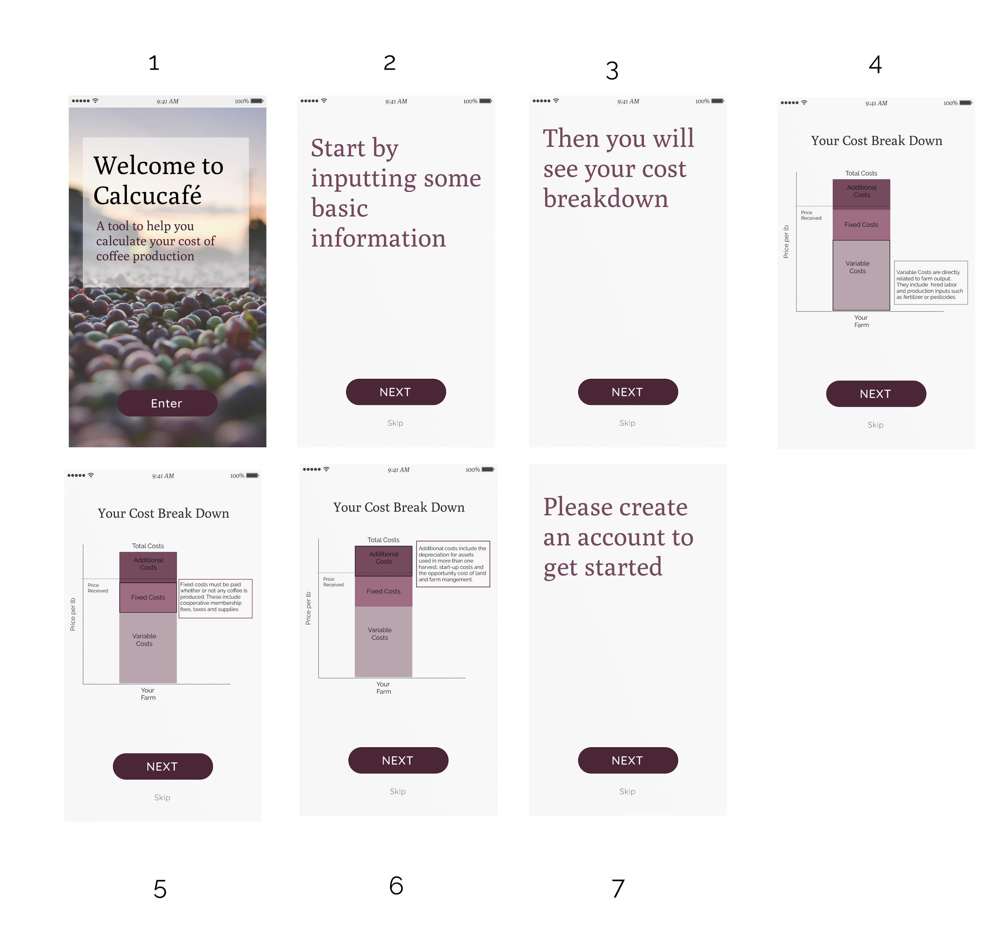 1
2
3
4
9:41 AM
100%
Welcome to
Calcucafé
A tool to help you
calculate your cost of
coffee production
Enter
9:41 AM
100%
Start by
inputting some
basic
information
NEXT
Skip
9:41 AM
100%
Then you will
see your cost
breakdown
NEXT
Skip
9:41 AM
100%
Your Cost Break Down
Total Costs
Additional
Costs
Price
Received
Fixed Costs
Price per lb
Variable
Costs
Variable Costs are directly
related to farm output.
They include hired labor
and production inputs such
as fertilizer or pesticides.
Your
Farm
NEXT
Skip
9:41 AM
100%
Your Cost Break Down
Total Costs
Additional
Costs
Price
Received
Fixed Costs
Fixed costs must be paid
whether or not any coffee is
produced. These include
cooperative membership
fees, taxes and supplies
Price per lb
Variable
Costs
Your
Farm
NEXT
Skip
9:41 AM
100%
Your Cost Break Down
Total Costs
Additional
Costs
Additional costs include the
depreciation for assets
used in more than one
harvest, start-up costs and
the opportunity cost of land
and farm mangement.
Price
Received
Fixed Costs
Price per lb
Variable
Costs
Your
Farm
NEXT
Skip
Please create
an account to
get started
NEXT
Skip
5
6
7